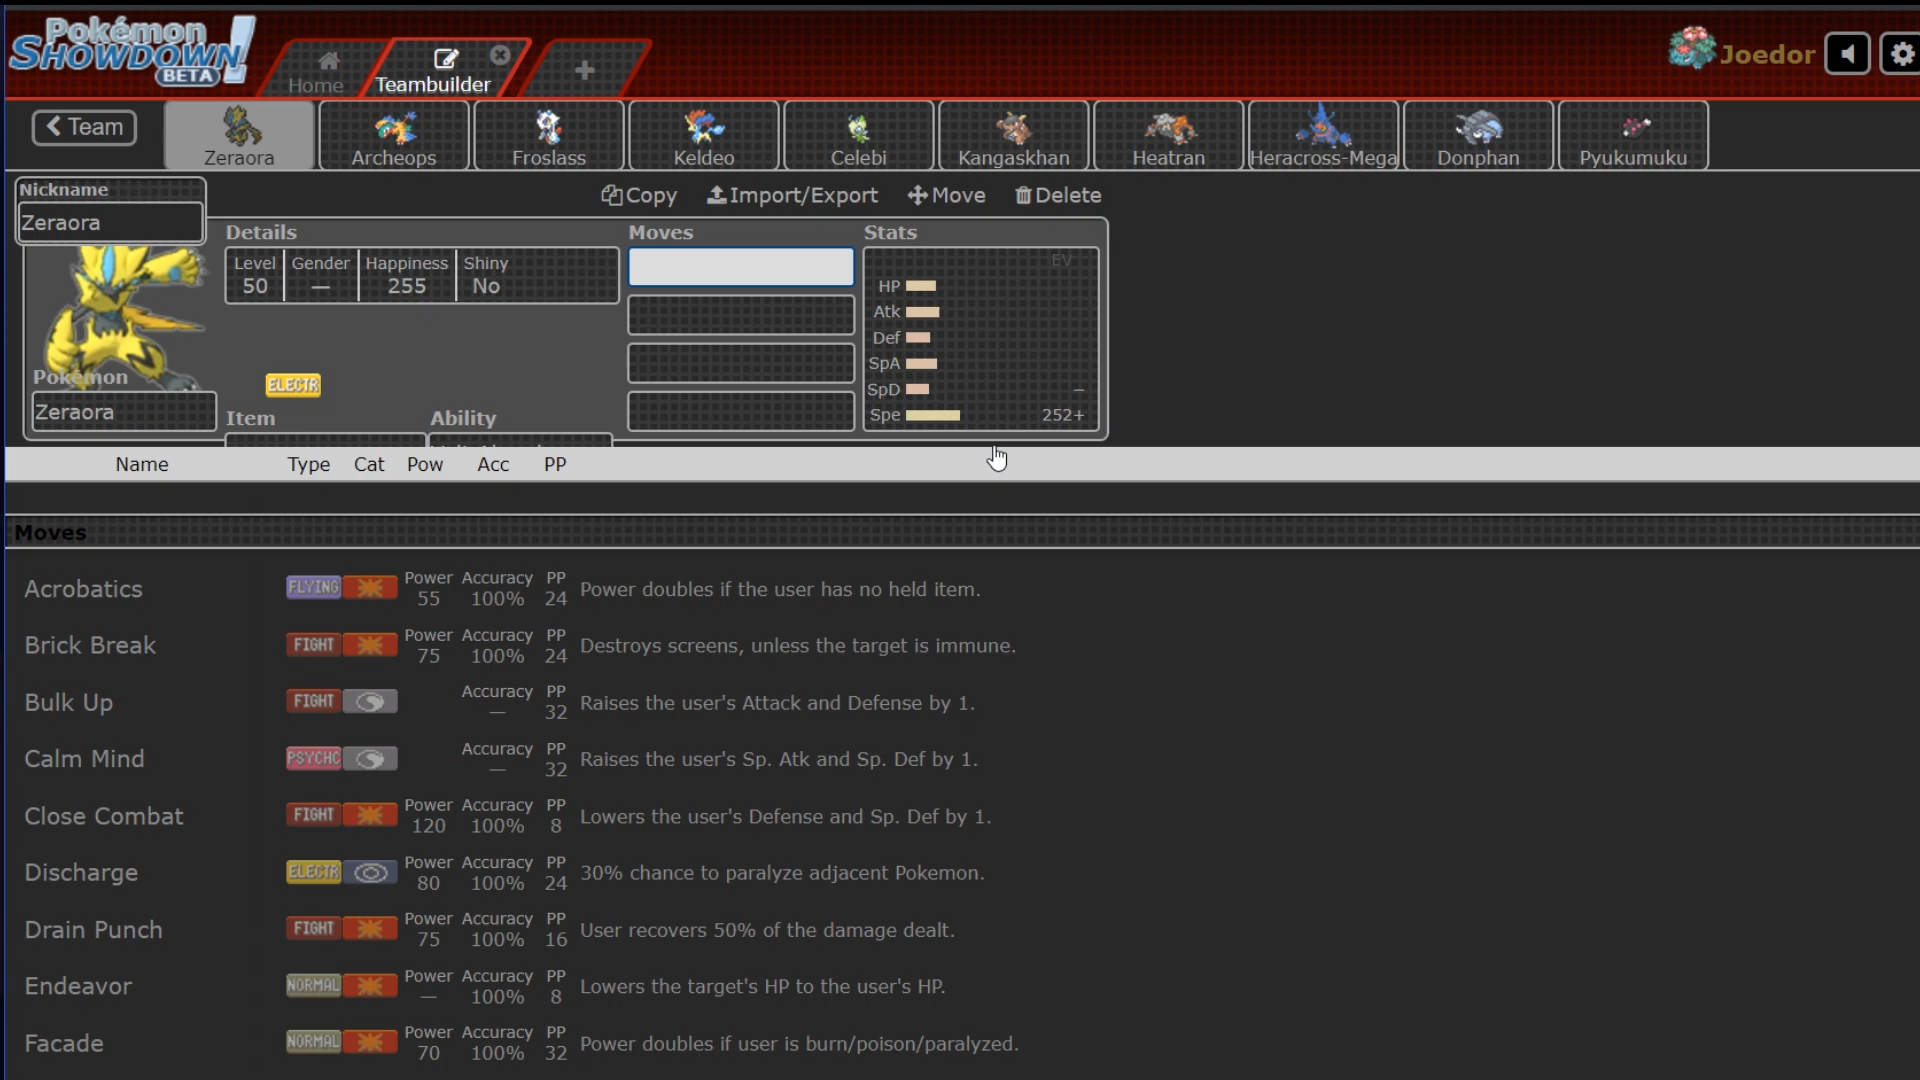 Pokémon
SHOWDOWN!
BETA
Home
Teambuilder
Joedor
Team
Zeraora
Archeops
Froslass
Keldeo
Celebi
Kangaskhan
Heatran
Heracross-Mega
Donphan
Pyukumuku
Nickname
Zeraora
Copy
Import/Export
Move
Delete
Details
Moves
Stats
Level
Gender
Happiness
Shiny
50
—
255
No
EV
HP
Atk
Def
SpA
SpD –
Spe 252+
Pokémon
Zeraora
ELECTR
Item
Ability
Name Type Cat Pow Acc PP
Moves
Acrobatics FLYING Power 55 Accuracy 100% PP 24 Power doubles if the user has no held item.
Brick Break FIGHT Power 75 Accuracy 100% PP 24 Destroys screens, unless the target is immune.
Bulk Up FIGHT Accuracy — PP 32 Raises the user's Attack and Defense by 1.
Calm Mind PSYCHC Accuracy — PP 32 Raises the user's Sp. Atk and Sp. Def by 1.
Close Combat FIGHT Power 120 Accuracy 100% PP 8 Lowers the user's Defense and Sp. Def by 1.
Discharge ELECTR Power 80 Accuracy 100% PP 24 30% chance to paralyze adjacent Pokemon.
Drain Punch FIGHT Power 75 Accuracy 100% PP 16 User recovers 50% of the damage dealt.
Endeavor NORMAL Power — Accuracy 100% PP 8 Lowers the target's HP to the user's HP.
Facade NORMAL Power 70 Accuracy 100% PP 32 Power doubles if user is burn/poison/paralyzed.